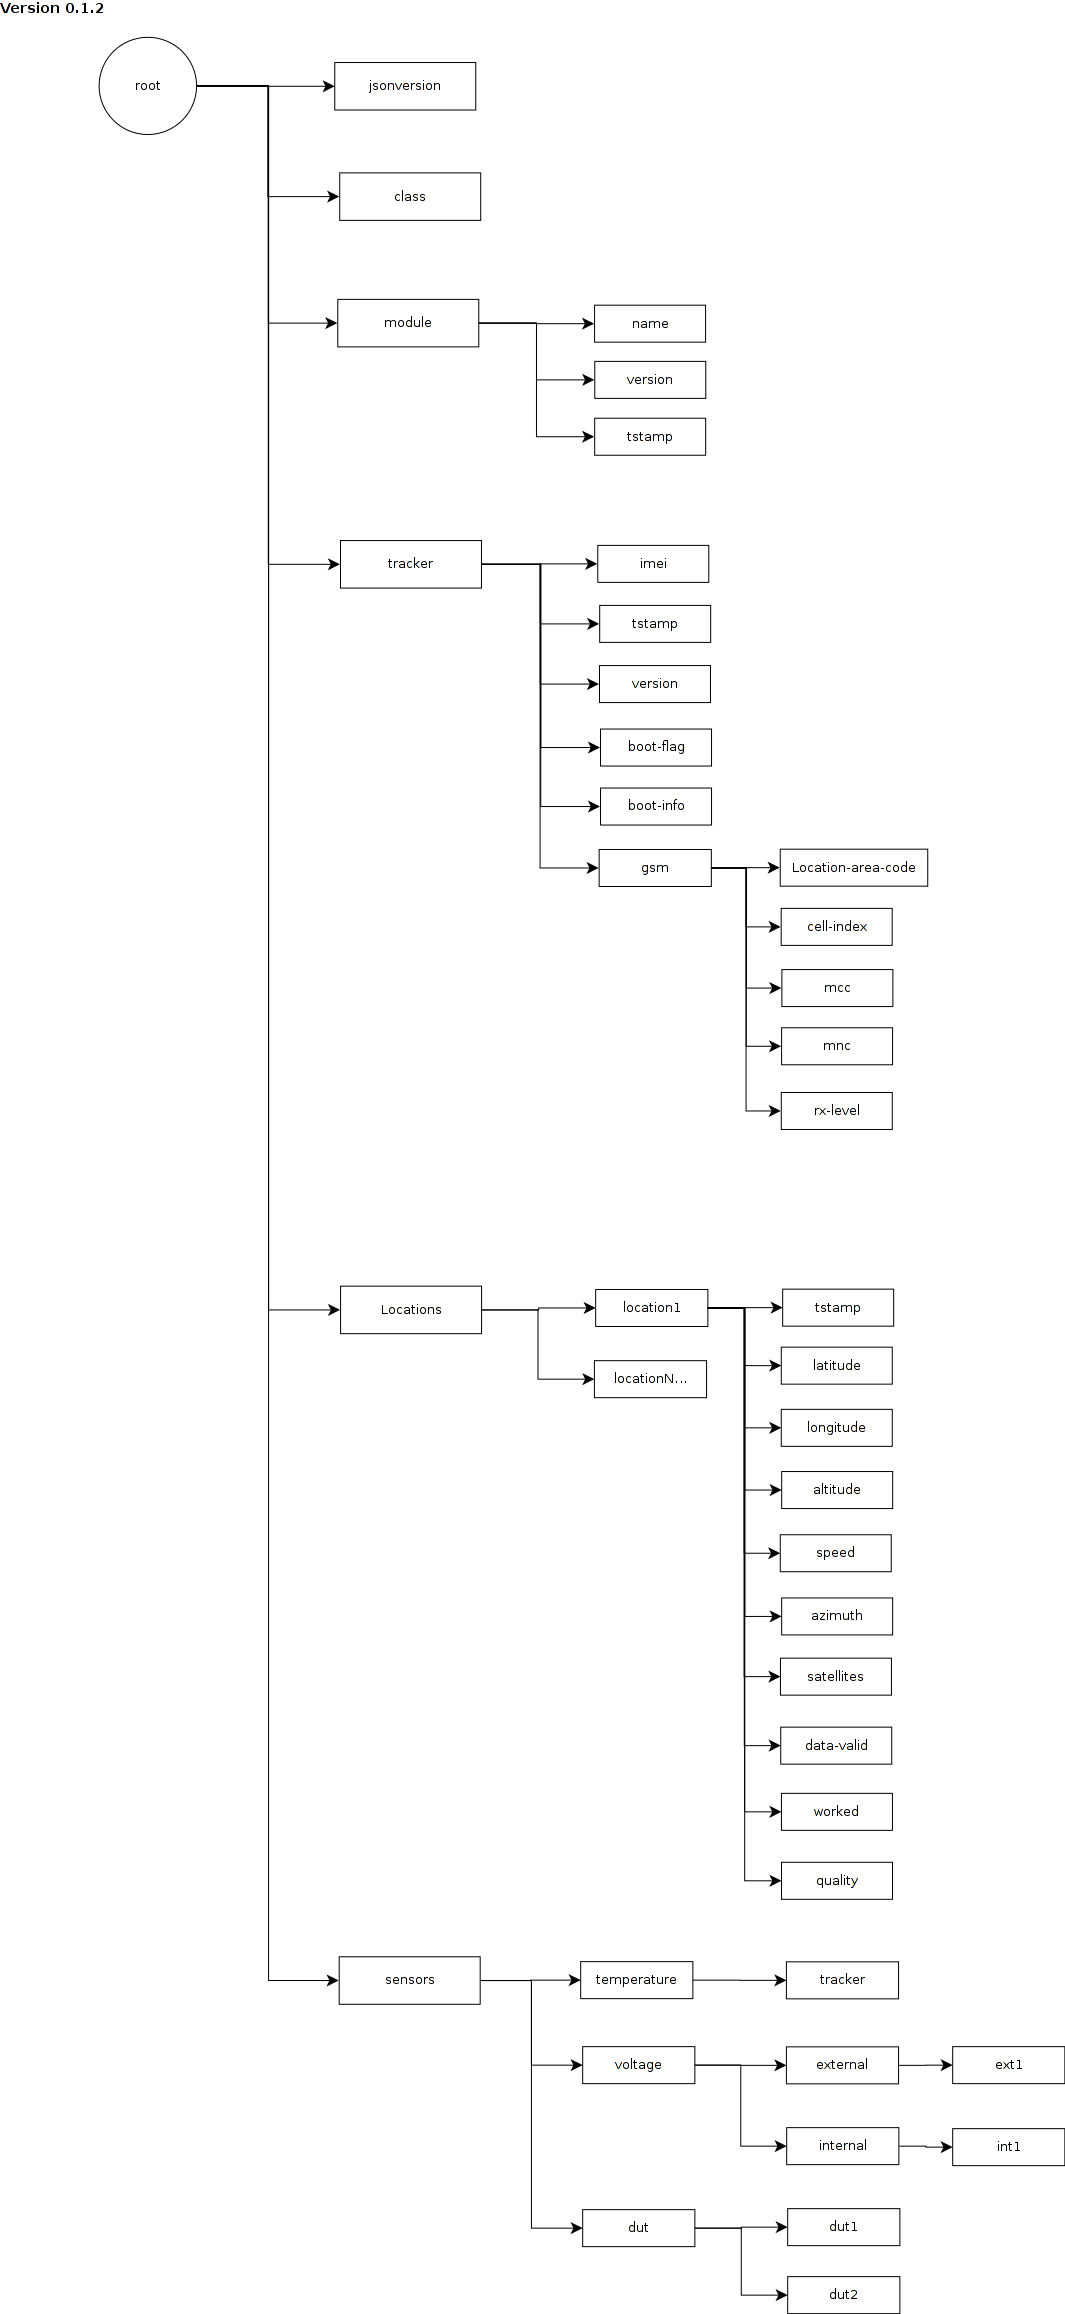 Version 0.1.2
root
jsonversion
class
module
name
version
tstamp
tracker
imei
tstamp
version
boot-flag
boot-info
gsm
Location-area-code
cell-index
mcc
mnc
rx-level
Locations
location1
tstamp
locationN...
latitude
longitude
altitude
speed
azimuth
satellites
data-valid
worked
quality
sensors
temperature
tracker
voltage
external
ext1
internal
int1
dut
dut1
dut2